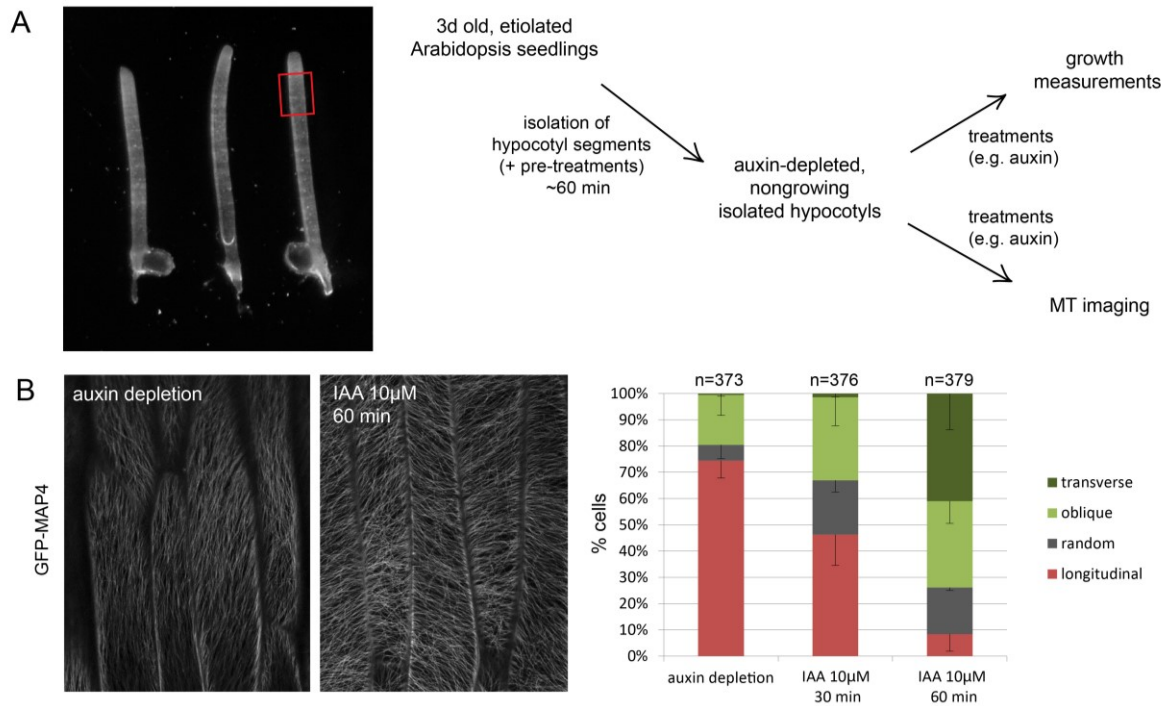 A
3d old, etiolated
Arabidopsis seedlings
isolation of
hypocotyl segments
(+ pre-treatments)
~60 min
auxin-depleted,
nongrowing
isolated hypocotyls
growth
measurements
treatments
(e.g. auxin)
treatments
(e.g. auxin)
MT imaging
B
GFP-MAP4
auxin depletion
IAA 10µM
60 min
n=373
n=376
n=379
% cells
100%
90%
80%
70%
60%
50%
40%
30%
20%
10%
0%
auxin depletion
IAA 10µM
30 min
IAA 10µM
60 min
transverse
oblique
random
longitudinal